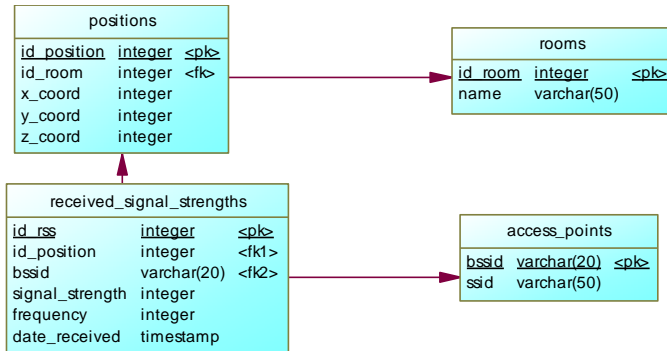 positions
id_position integer <pk>
id_room integer <fk>
x_coord integer
y_coord integer
z_coord integer
rooms
id_room integer <pk>
name varchar(50)
received_signal_strengths
id_rss integer <pk>
id_position integer <fk1>
bssid varchar(20) <fk2>
signal_strength integer
frequency integer
date_received timestamp
access_points
bssid varchar(20) <pk>
ssid varchar(50)